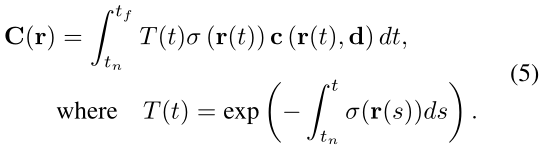 C(r) = ∫_{t_n}^{t_f} T(t)σ (r(t)) c (r(t), d) dt,
(5)
where T(t) = exp (− ∫_{t_n}^{t} σ(r(s))ds) .